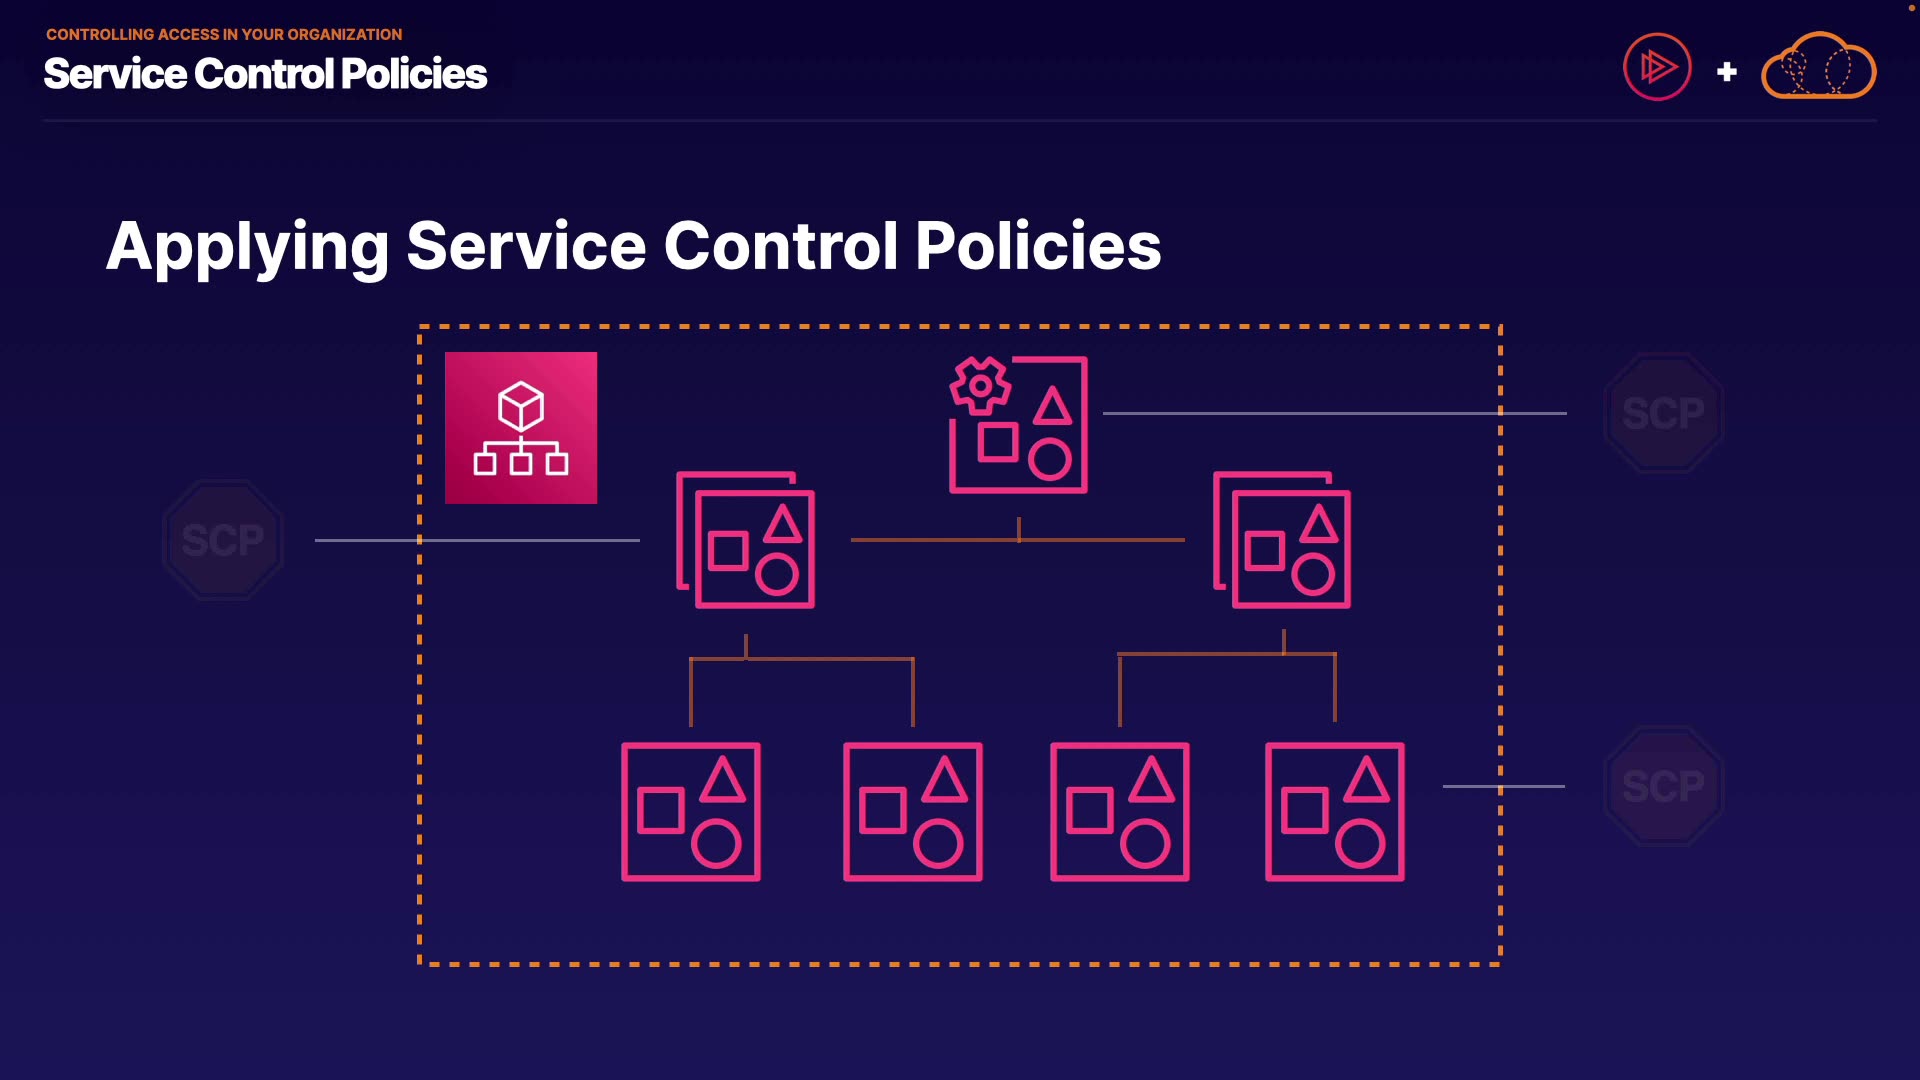 CONTROLLING ACCESS IN YOUR ORGANIZATION
Service Control Policies
Applying Service Control Policies
SCP
SCP
SCP